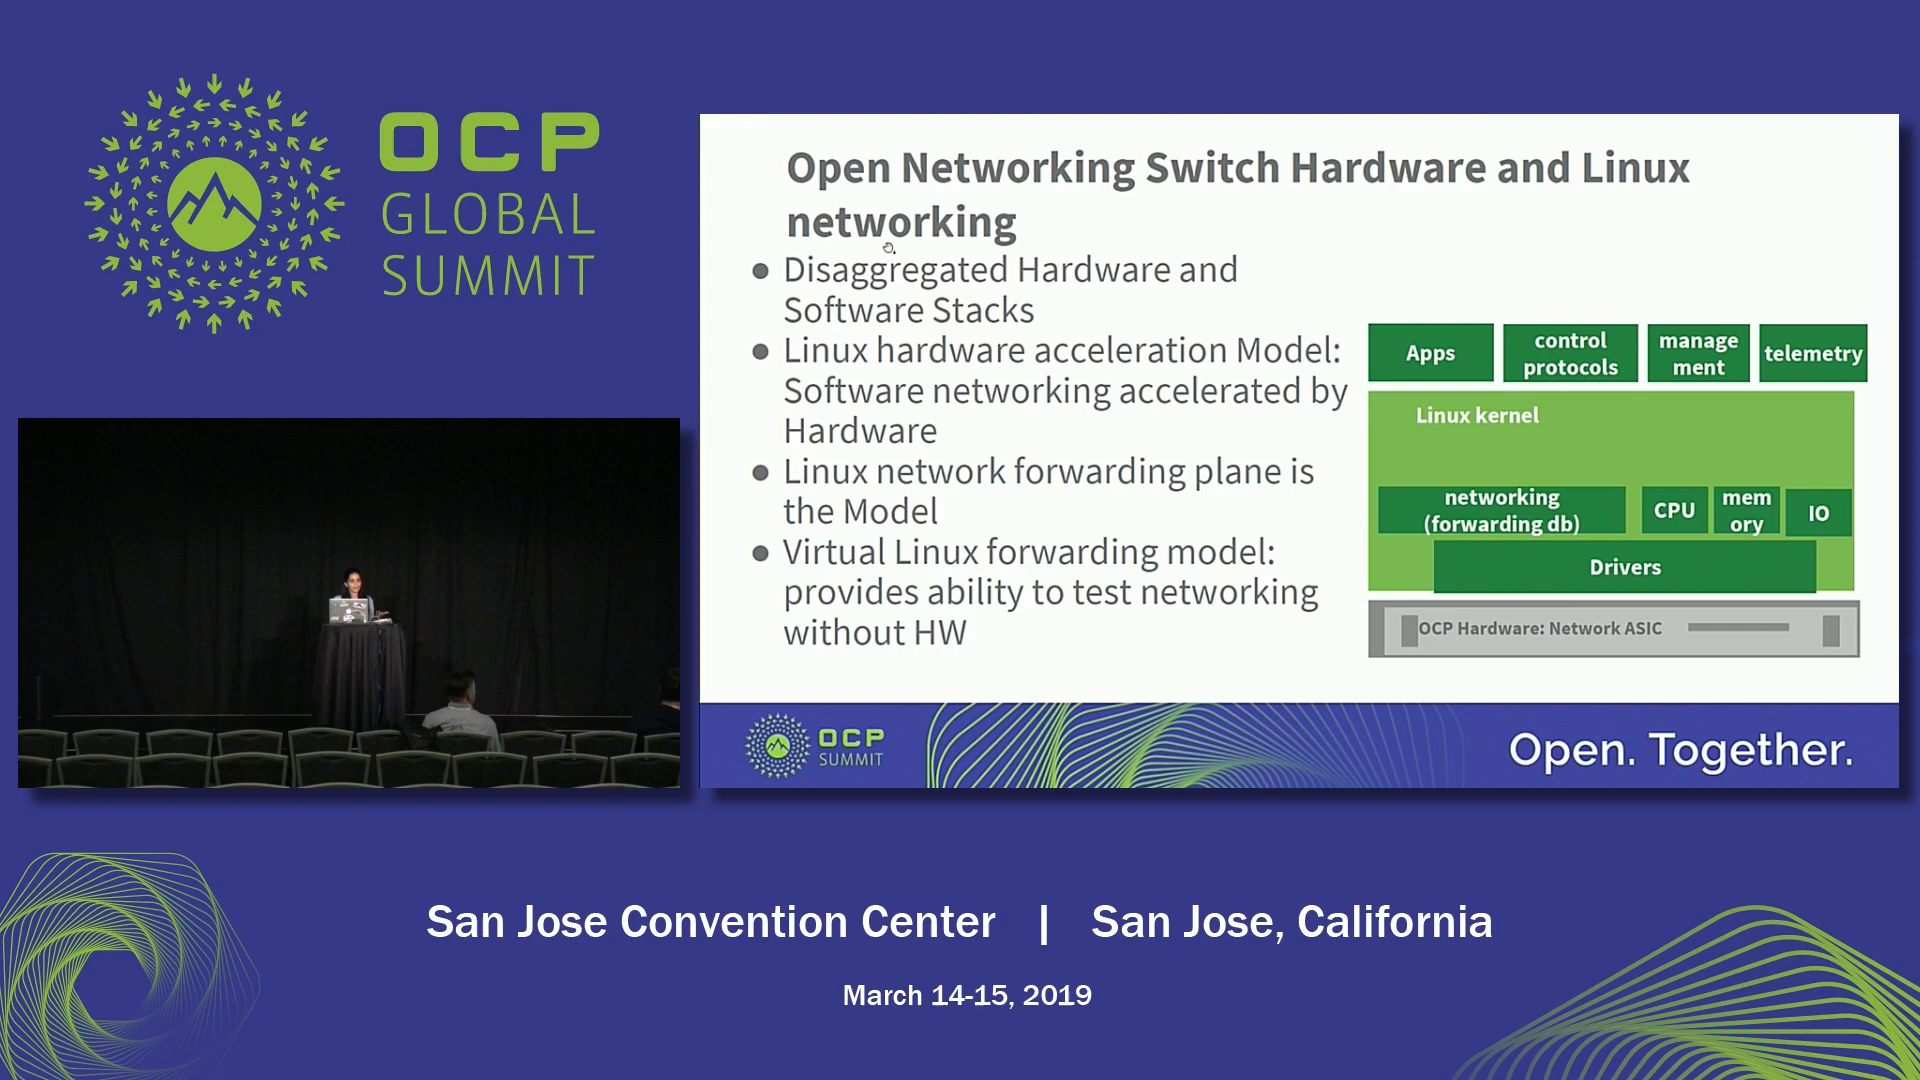 OCP
GLOBAL
SUMMIT
Open Networking Switch Hardware and Linux
networking
● Disaggregated Hardware and
Software Stacks
● Linux hardware acceleration Model:
Software networking accelerated by
Hardware
● Linux network forwarding plane is
the Model
● Virtual Linux forwarding model:
provides ability to test networking
without HW
Apps
control
protocols
manage
ment
telemetry
Linux kernel
networking
(forwarding db)
CPU
mem
ory
IO
Drivers
OCP Hardware: Network ASIC
OCP
SUMMIT
Open. Together.
San Jose Convention Center | San Jose, California
March 14-15, 2019